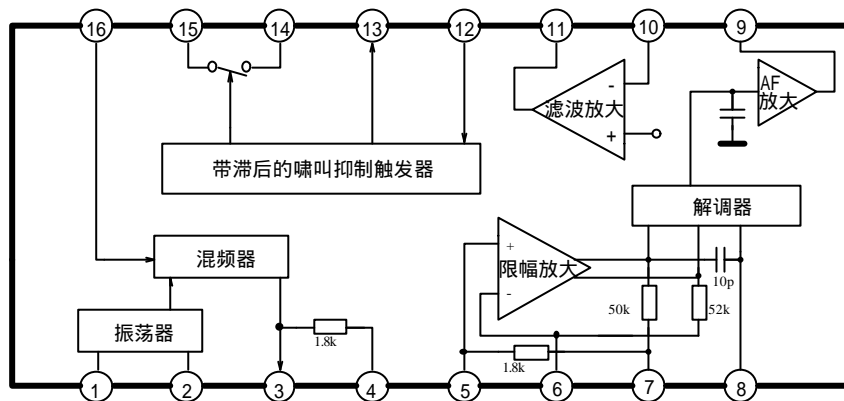 16 15 14 13 12 11 10 9
AF
放大
-
滤波放大
+
带滞后的啸叫抑制触发器
解调器
混频器
+
限幅放大
-
10p
50k
52k
振荡器
1.8k
1.8k
1 2 3 4 5 6 7 8